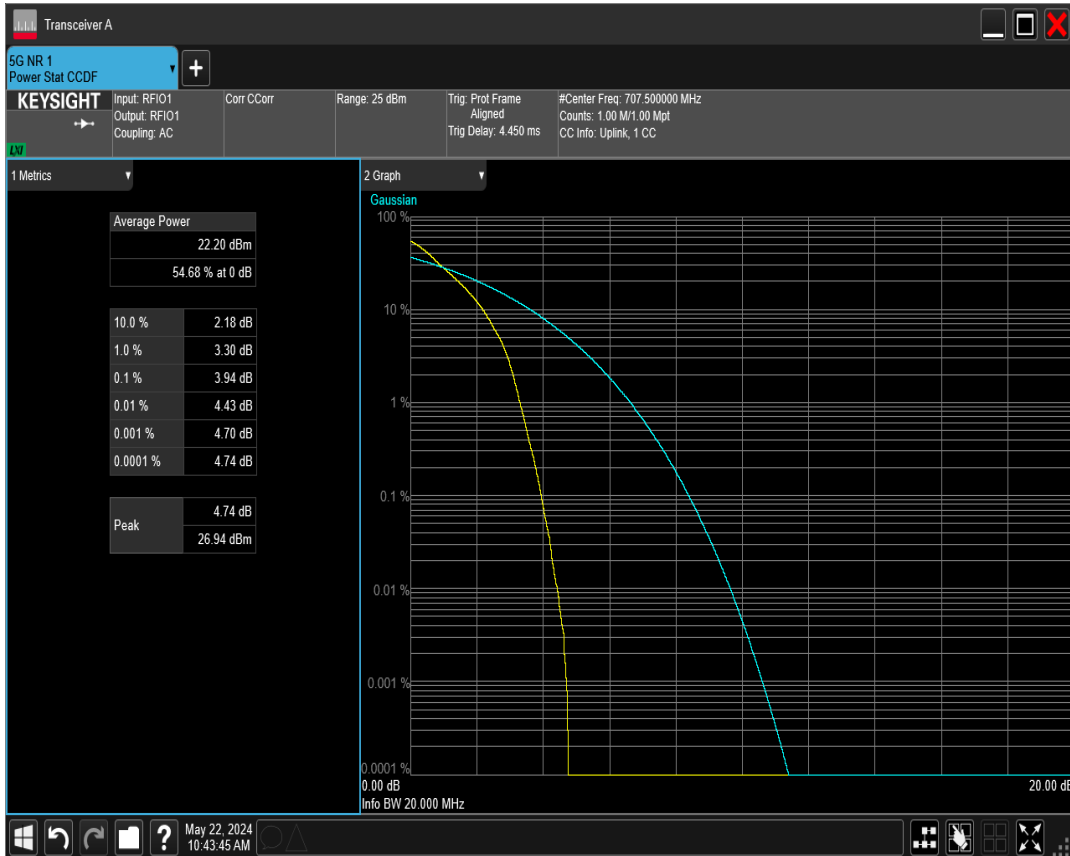 Transceiver A
5G NR 1
Power Stat CCDF
+
KEYSIGHT
LXI
Input: RFIO1
Output: RFIO1
Coupling: AC
Corr CCorr
Range: 25 dBm
Trig: Prot Frame
Aligned
Trig Delay: 4.450 ms
#Center Freq: 707.500000 MHz
Counts: 1.00 M/1.00 Mpt
CC Info: Uplink, 1 CC
1 Metrics
Average Power
22.20 dBm
54.68 % at 0 dB
10.0 % 2.18 dB
1.0 % 3.30 dB
0.1 % 3.94 dB
0.01 % 4.43 dB
0.001 % 4.70 dB
0.0001 % 4.74 dB
Peak
4.74 dB
26.94 dBm
2 Graph
Gaussian
100 %
10 %
1 %
0.1 %
0.01 %
0.001 %
0.0001 %
0.00 dB 20.00 dB
Info BW 20.000 MHz
?
May 22, 2024
10:43:45 AM